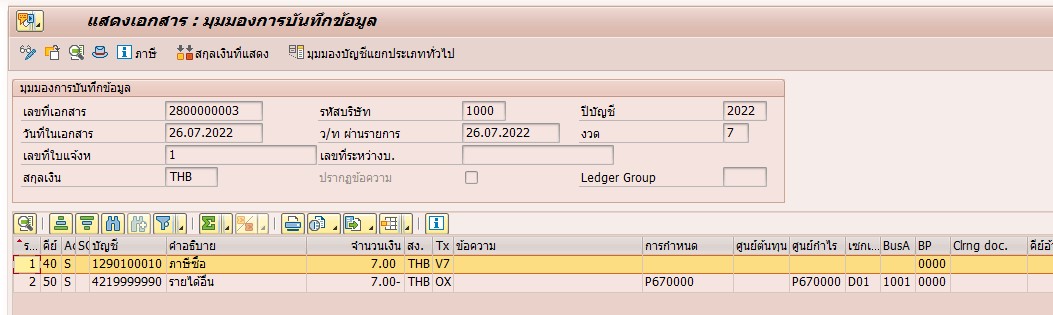 แสดงเอกสาร : มุมมองการบันทึกข้อมูล
ภาษี สกุลเงินที่แสดง มุมมองบัญชีแยกประเภททั่วไป
มุมมองการบันทึกข้อมูล
เลขที่เอกสาร 2800000003 รหัสบริษัท 1000 ปีบัญชี 2022
วันที่ในเอกสาร 26.07.2022 ว/ท ผ่านรายการ 26.07.2022 งวด 7
เลขที่ใบแจ้งห 1 เลขที่ระหว่างบ.
สกุลเงิน THB ปรากฏข้อความ Ledger Group
ร... คีย์ Ac SG บัญชี คำอธิบาย จำนวนเงิน สง. Tx ข้อความ การกำหนด ศูนย์ต้นทุน ศูนย์กำไร เซกเ... BusA BP Clrng doc. คีย์อ้
1 40 S 1290100010 ภาษีซื้อ 7.00 THB V7 0000
2 50 S 4219999990 รายได้อื่น 7.00- THB OX P670000 P670000 D01 1001 0000